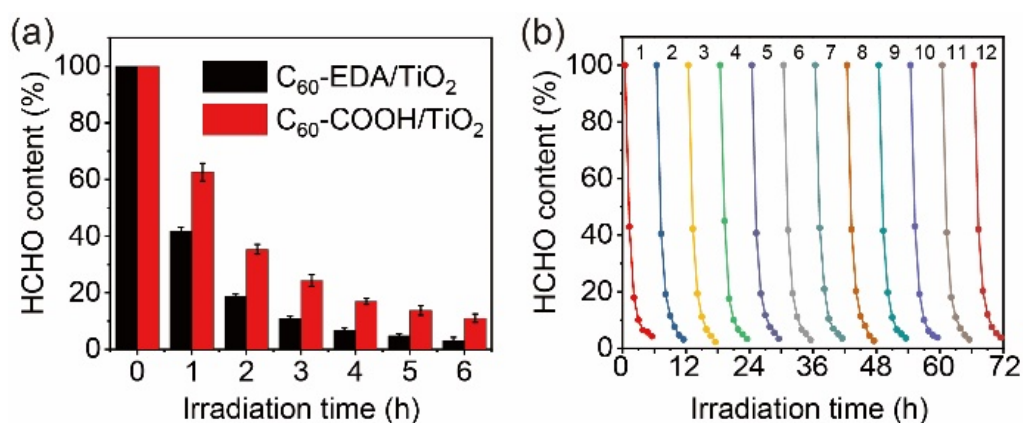 (a)
HCHO content (%)
100
80
60
40
20
0
C₆₀-EDA/TiO₂
C₆₀-COOH/TiO₂
0 1 2 3 4 5 6
Irradiation time (h)
(b)
HCHO content (%)
100
80
60
40
20
0
1 2 3 4 5 6 7 8 9 10 11 12
0 12 24 36 48 60 72
Irradiation time (h)